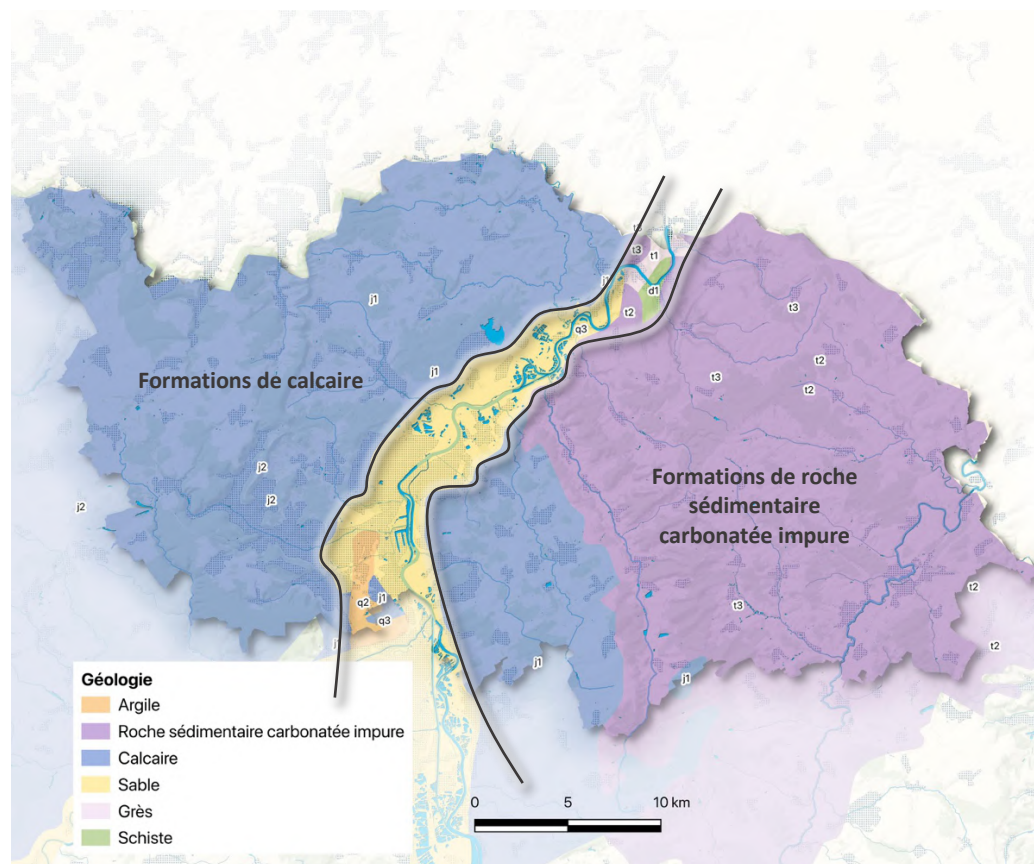 t3
t1
j1
d1
t3
t2
q3
j1
t2
j1
t3
t2
Formations de calcaire
j2
j2
j2
Formations de roche
sédimentaire
carbonatée impure
t2
q2
j1
t3
q3
t2
j1
j1
Géologie
Argile
Roche sédimentaire carbonatée impure
Calcaire
Sable
Grès
Schiste
0
5
10 km